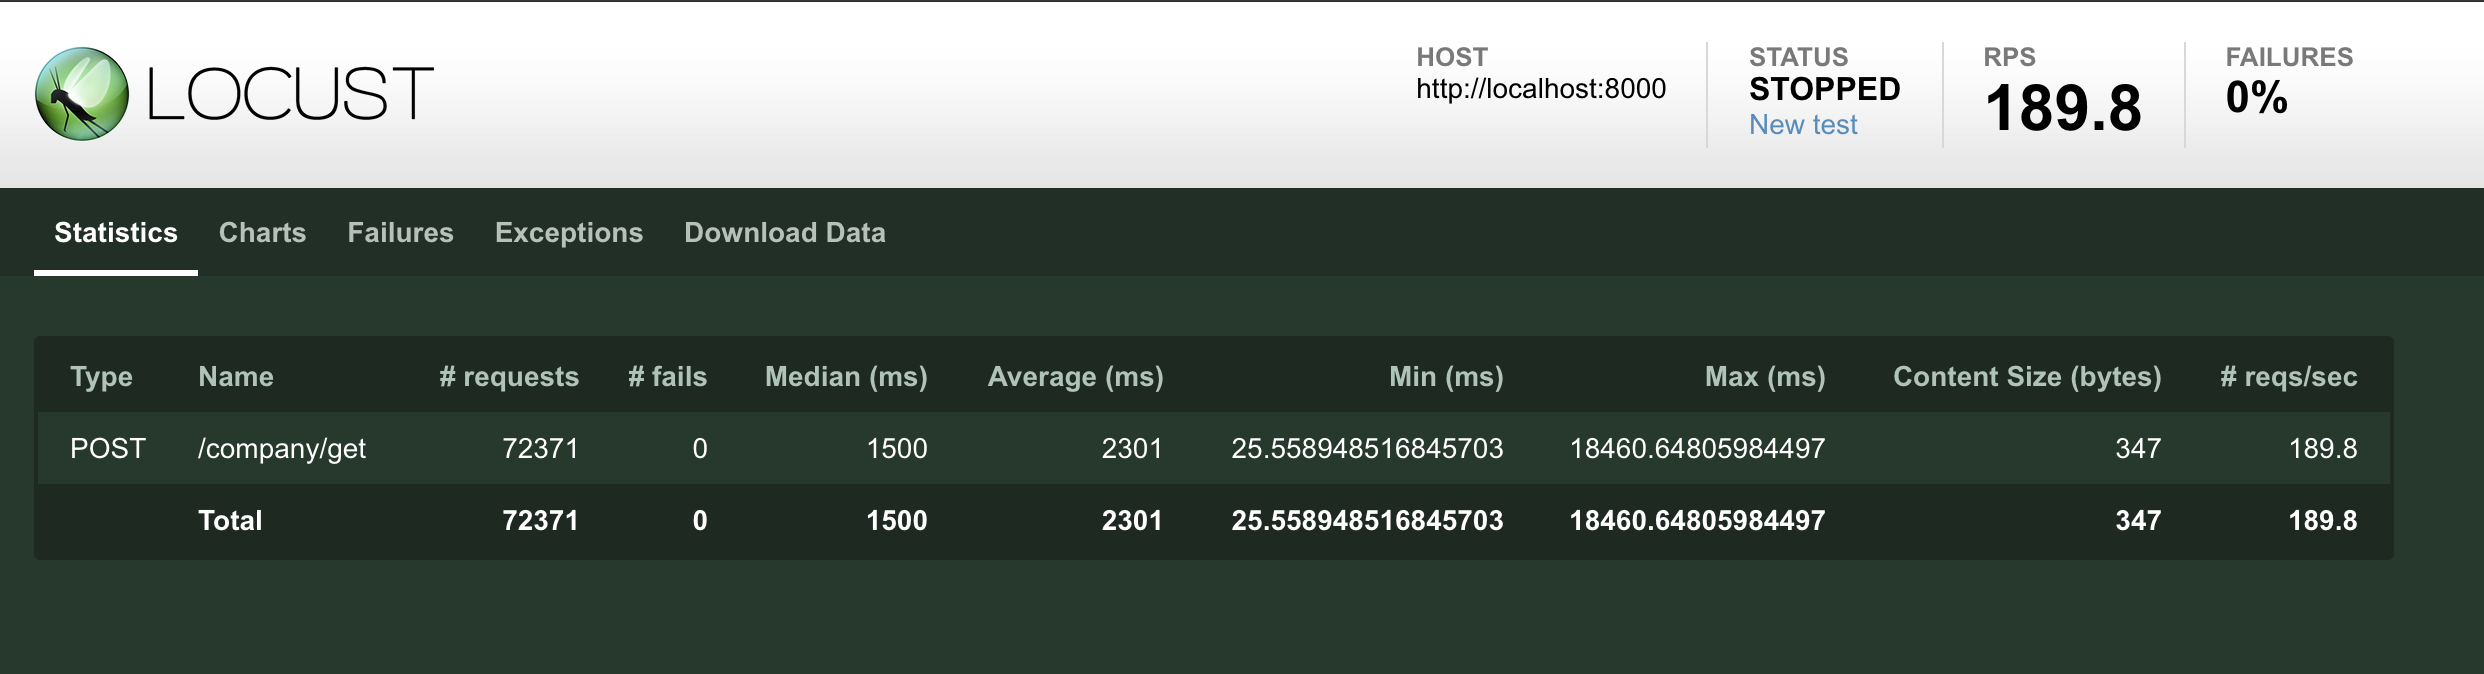 LOCUST
HOST
http://localhost:8000
STATUS
STOPPED
New test
RPS
189.8
FAILURES
0%
Statistics Charts Failures Exceptions Download Data
Type Name # requests # fails Median (ms) Average (ms) Min (ms) Max (ms) Content Size (bytes) # reqs/sec
POST /company/get 72371 0 1500 2301 25.558948516845703 18460.64805984497 347 189.8
Total 72371 0 1500 2301 25.558948516845703 18460.64805984497 347 189.8